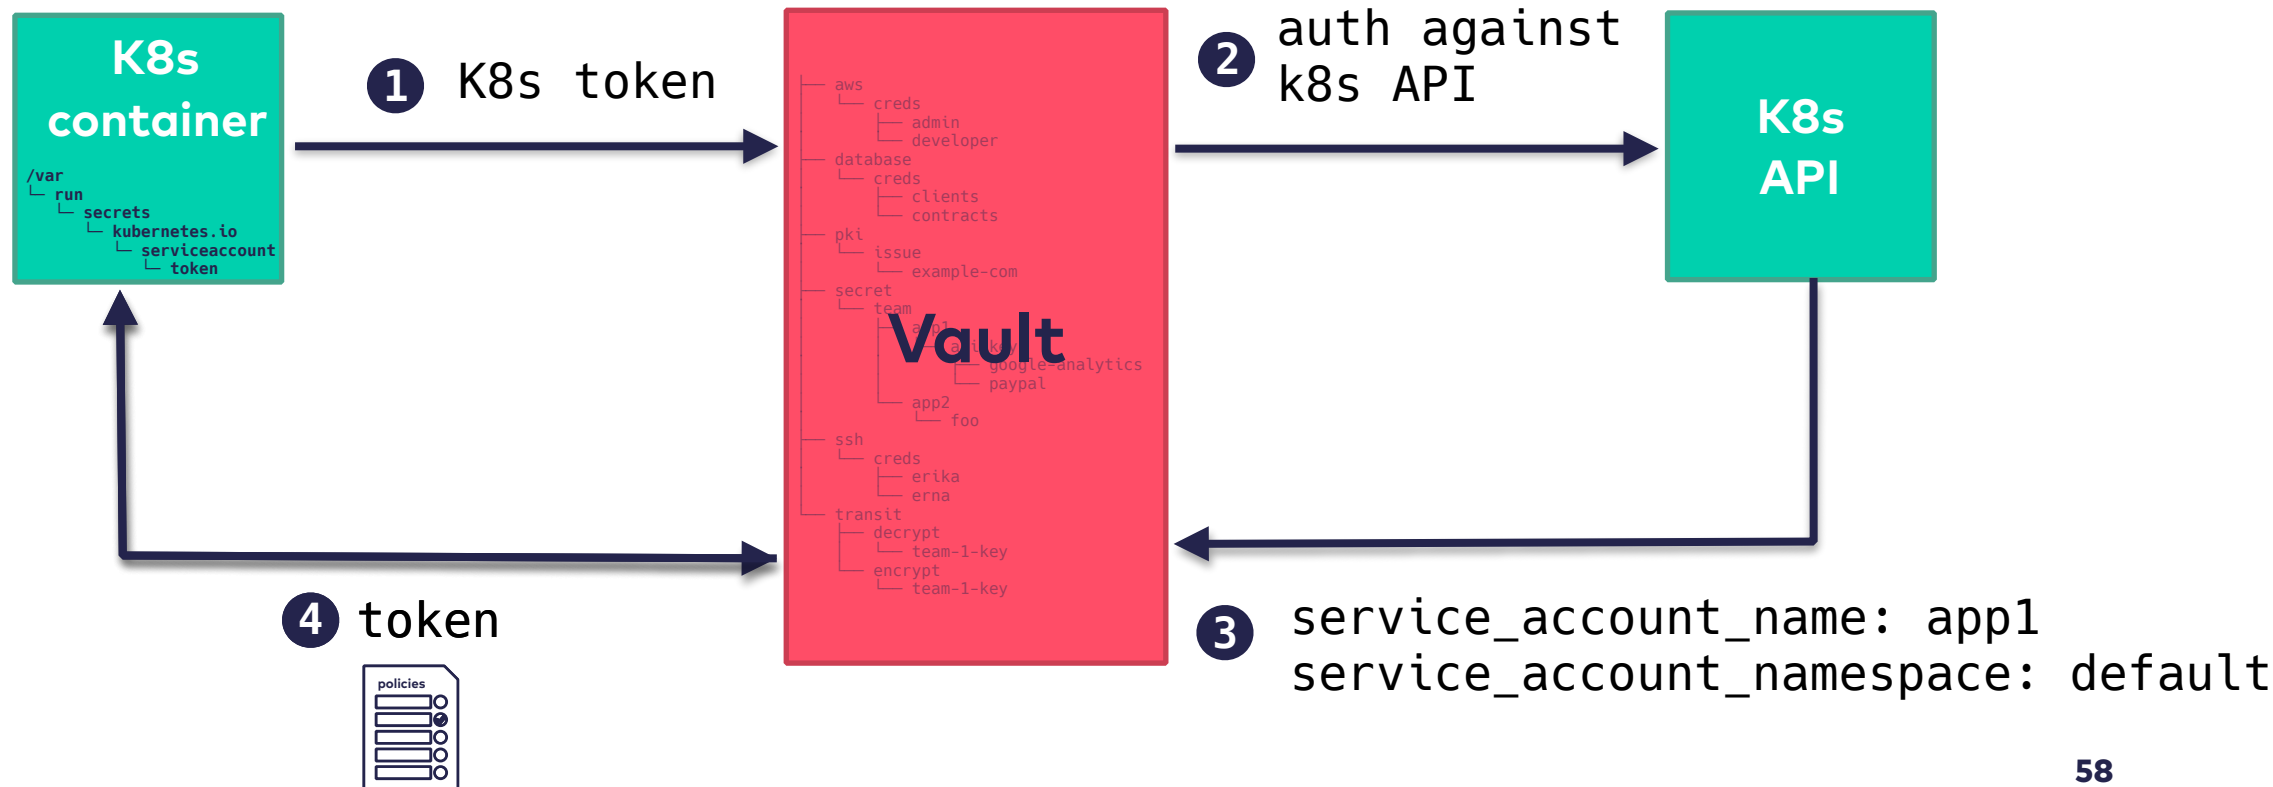 K8s
container
/var
└─ run
└─ secrets
└─ kubernetes.io
└─ serviceaccount
└─ token
1 K8s token
├── aws
│   └── creds
│       ├── admin
│       └── developer
├── database
│   └── creds
│       ├── clients
│       └── contracts
├── pki
│   └── issue
│       └── example-com
├── secret
│   └── team
│       ├── app1
Vault
│       │   └── api-key
│       │       ├── google-analytics
│       │       └── paypal
│       └── app2
│           └── foo
├── ssh
│   └── creds
│       ├── erika
│       └── erna
└── transit
    ├── decrypt
    │   └── team-1-key
    └── encrypt
        └── team-1-key
2 auth against
k8s API
K8s
API
3 service_account_name: app1
service_account_namespace: default
4 token
policies
58